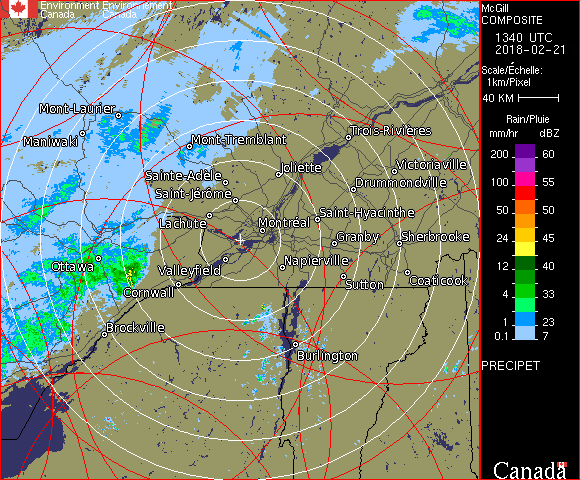 Environment Environnement
Canada Canada
McGill
COMPOSITE
1340 UTC
2018-02-21
Scale/Échelle:
1km/Pixel
40 KM
Rain/Pluie
mm/hr dBZ
200 60
100 55
50 50
24 45
12 40
4 33
1 23
0.1 7
PRECIPET
Mont-Laurier
Maniwaki
Mont-Tremblant
Trois-Rivières
Joliette
Victoriaville
Sainte-Adèle
Drummondville
Saint-Jérôme
Lachute
Saint-Hyacinthe
Montréal
Granby
Sherbrooke
Ottawa
Valleyfield
Napierville
Coaticook
Sutton
Cornwall
Brockville
Burlington
Canada